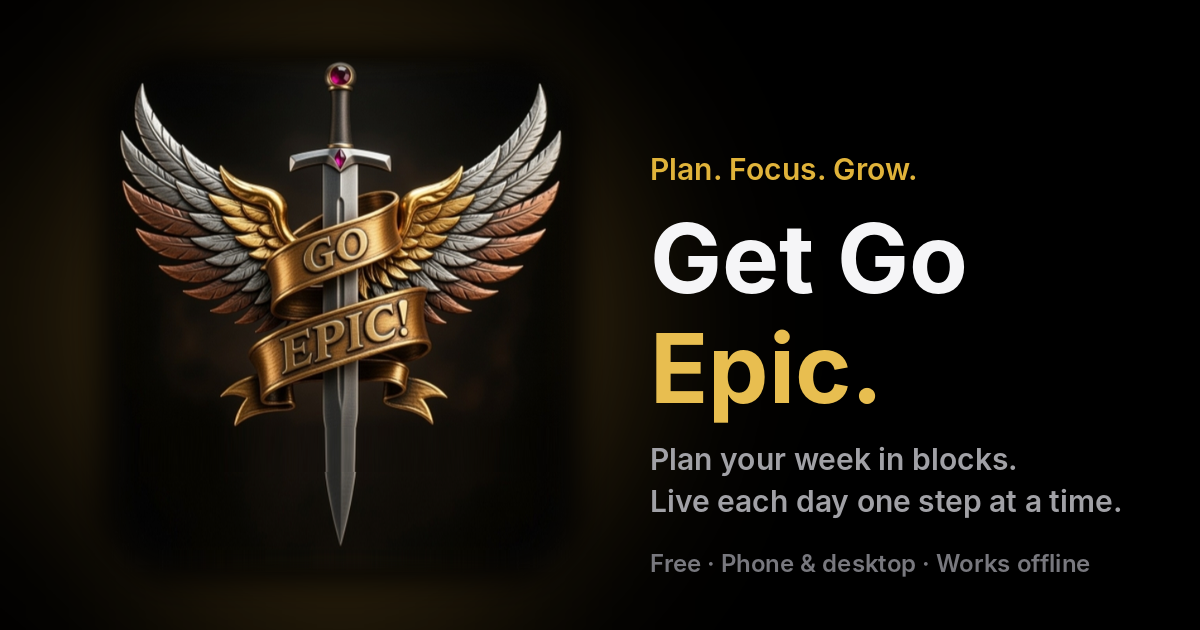 GO
EPIC!
Plan. Focus. Grow.
Get Go
Epic.
Plan your week in blocks.
Live each day one step at a time.
Free · Phone & desktop · Works offline